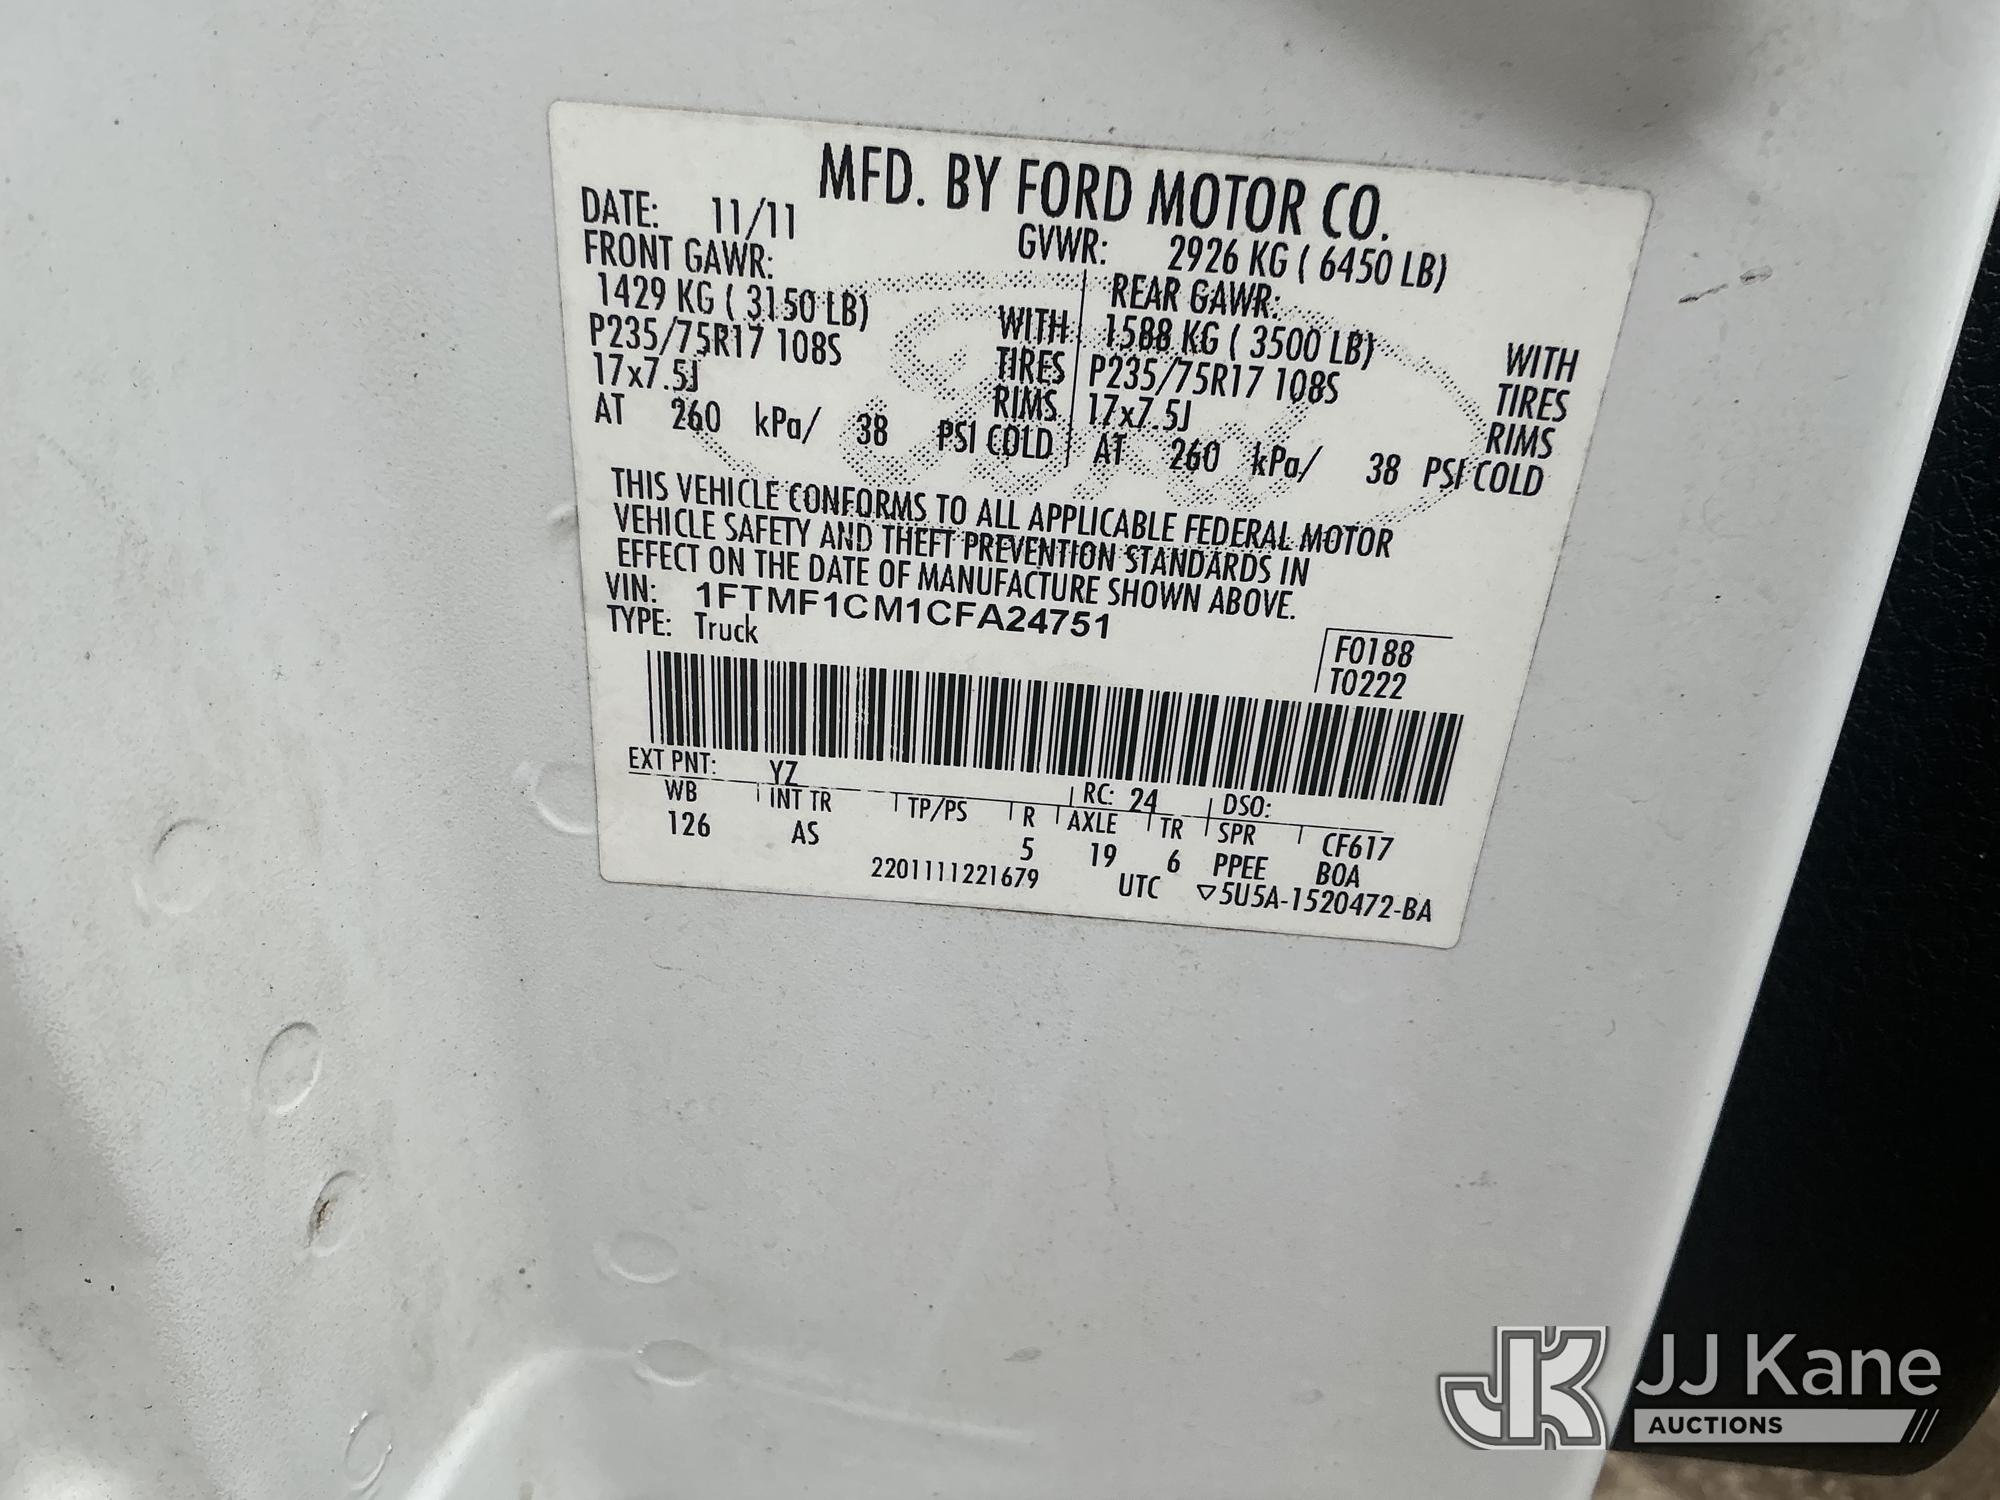 MFD. BY FORD MOTOR CO.
DATE: 11/11 GVWR: 2926 KG ( 6450 LB)
FRONT GAWR: REAR GAWR:
1429 KG ( 3150 LB) WITH 1588 KG ( 3500 LB) WITH
P235/75R17 108S TIRES P235/75R17 108S TIRES
17x7.5J RIMS 17x7.5J RIMS
AT 260 kPa/ 38 PSI COLD AT 260 kPa/ 38 PSI COLD
THIS VEHICLE CONFORMS TO ALL APPLICABLE FEDERAL MOTOR
VEHICLE SAFETY AND THEFT PREVENTION STANDARDS IN
EFFECT ON THE DATE OF MANUFACTURE SHOWN ABOVE.
VIN: 1FTMF1CM1CFA24751
TYPE: Truck
F0188
T0222
EXT PNT: YZ RC: 24 DSO:
WB INT TR TP/PS R AXLE TR SPR CF617
126 AS 5 19 6 PPEE BOA
2201111221679 UTC ▽5U5A-1520472-BA
JK JJ Kane
AUCTIONS